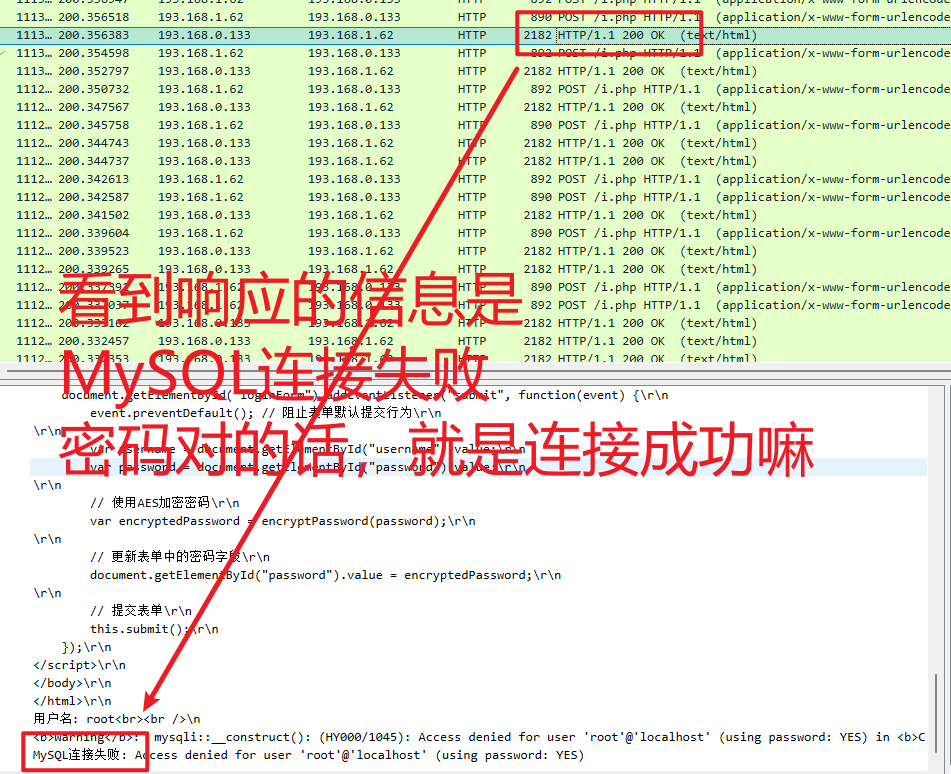 200.356518 193.168.1.62 193.168.0.133 HTTP 890 POST /i.php HTTP/1.1 (application/x-www-form-urlencode
1113… 200.356383 193.168.0.133 193.168.1.62 HTTP 2182 HTTP/1.1 200 OK (text/html)
1113… 200.354598 193.168.1.62 193.168.0.133 HTTP 892 POST /i.php HTTP/1.1 (application/x-www-form-urlencode
1113… 200.352797 193.168.0.133 193.168.1.62 HTTP 2182 HTTP/1.1 200 OK (text/html)
1112… 200.350732 193.168.1.62 193.168.0.133 HTTP 892 POST /i.php HTTP/1.1 (application/x-www-form-urlencode
1112… 200.347567 193.168.0.133 193.168.1.62 HTTP 2182 HTTP/1.1 200 OK (text/html)
1112… 200.345758 193.168.1.62 193.168.0.133 HTTP 890 POST /i.php HTTP/1.1 (application/x-www-form-urlencode
1112… 200.344743 193.168.0.133 193.168.1.62 HTTP 2182 HTTP/1.1 200 OK (text/html)
1112… 200.344737 193.168.0.133 193.168.1.62 HTTP 2182 HTTP/1.1 200 OK (text/html)
1112… 200.342613 193.168.1.62 193.168.0.133 HTTP 892 POST /i.php HTTP/1.1 (application/x-www-form-urlencode
1112… 200.342587 193.168.1.62 193.168.0.133 HTTP 892 POST /i.php HTTP/1.1 (application/x-www-form-urlencode
1112… 200.341502 193.168.0.133 193.168.1.62 HTTP 2182 HTTP/1.1 200 OK (text/html)
1112… 200.339604 193.168.1.62 193.168.0.133 HTTP 890 POST /i.php HTTP/1.1 (application/x-www-form-urlencode
1112… 200.339523 193.168.0.133 193.168.1.62 HTTP 2182 HTTP/1.1 200 OK (text/html)
1112… 200.339265 193.168.0.133 193.168.1.62 HTTP 2182 HTTP/1.1 200 OK (text/html)
1112… 193.168.1.62 193.168.0.133 HTTP 890 POST /i.php HTTP/1.1 (application/x-www-form-urlencode
1112… 193.168.1.62 193.168.0.133 HTTP 892 POST /i.php HTTP/1.1 (application/x-www-form-urlencode
1112… 193.168.0.133 193.168.1.62 HTTP 2182 HTTP/1.1 200 OK (text/html)
1112… 200.332457 193.168.0.133 193.168.1.62 HTTP 2182 HTTP/1.1 200 OK (text/html)
1112… 193.168.0.133 193.168.1.62 HTTP 2182 HTTP/1.1 200 OK (text/html)
看到响应的信息是
MySQL连接失败
密码对的活，就是连接成功嘛
document.getElementById("loginForm").addEventListener("submit", function(event) {\r\n
event.preventDefault(); // 阻止表单默认提交行为\r\n
\r\n
var username = document.getElementById("username").value;\r\n
var password = document.getElementById("password").value;\r\n
\r\n
// 使用AES加密密码\r\n
var encryptedPassword = encryptPassword(password);\r\n
\r\n
// 更新表单中的密码字段\r\n
document.getElementById("password").value = encryptedPassword;\r\n
\r\n
// 提交表单\r\n
this.submit();\r\n
});\r\n
</script>\r\n
</body>\r\n
</html>\r\n
用户名: root<br><br />\n
<b>Warning</b>: mysqli::__construct(): (HY000/1045): Access denied for user 'root'@'localhost' (using password: YES) in <b>C
MySQL连接失败: Access denied for user 'root'@'localhost' (using password: YES)